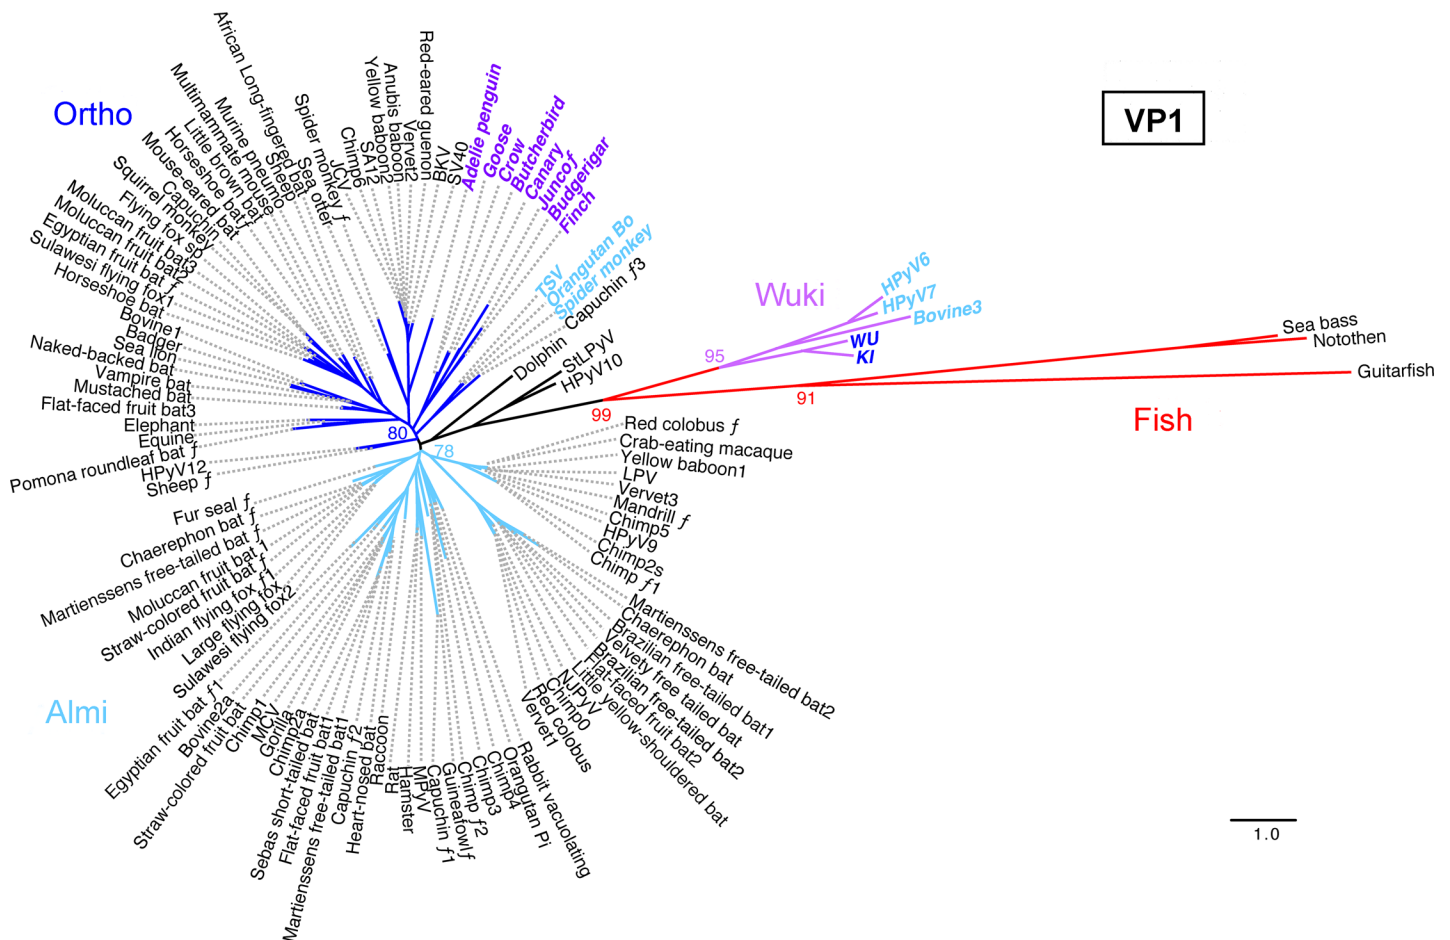 VP1
Ortho
African Long-fingered bat
Multimammate mouse
Murine pneumo
Sheep
Sea otter
Spider monkey ƒ
JCV
Chimp6
SA12
Yellow baboon2
Anubis baboon
Vervet2
Red-eared guenon
BKV
SV40
Adelie penguin
Goose
Crow
Butcherbird
Canary
Juncoƒ
Budgerigar
Finch
TSV
Orangutan Bo
Spider monkey
Capuchin ƒ3
Dolphin
StLPyV
HPyV10
Little brown bat
Horseshoe bat ƒ
Mouse-eared bat
Capuchin
Squirrel monkey
Flying fox sp
Moluccan fruit bat3
Moluccan fruit bat2
Egyptian fruit bat ƒ
Sulawesi flying fox1
Horseshoe bat
Bovine1
Badger
Sea lion
Naked-backed bat
Vampire bat
Mustached bat
Flat-faced fruit bat3
Elephant
Equine
Pomona roundleaf bat ƒ
HPyV12
Sheep ƒ
80
78
Wuki
95
HPyV6
HPyV7
Bovine3
WU
KI
99
91
Sea bass
Notothen
Guitarfish
Fish
Red colobus ƒ
Crab-eating macaque
Yellow baboon1
LPV
Vervet3
Mandrill ƒ
Chimp5
HPyV9
Chimp2s
Chimp ƒ1
Martienssens free-tailed bat2
Chaerephon bat
Brazilian free-tailed bat1
Velvety free tailed bat
Brazilian free-tailed bat2
Flat-faced fruit bat2
Little yellow-shouldered bat
NJPyV
Chimp0
Red colobus
Vervet1
Rabbit vacuolating
Orangutan Pi
Chimp4
Chimp3
Chimp ƒ2
Guineafowlƒ
Capuchin ƒ1
MPyV
Hamster
Rat
Raccoon
Heart-nosed bat
Capuchin ƒ2
Martienssens free-tailed bat1
Flat-faced fruit bat1
Sebas short-tailed bat
Chimp2a
Gorilla
MCV
Chimp1
Straw-colored fruit bat
Bovine2a
Egyptian fruit bat ƒ1
Sulawesi flying fox2
Large flying fox
Indian flying fox ƒ1
Straw-colored fruit bat ƒ
Moluccan fruit bat 1
Martienssens free-tailed bat ƒ
Chaerephon bat ƒ
Fur seal ƒ
Almi
1.0